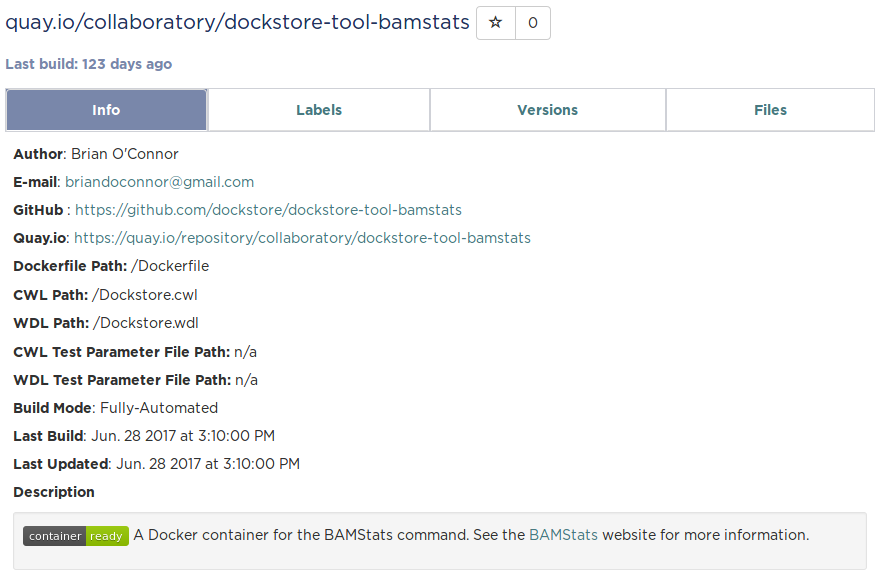 quay.io/collaboratory/dockstore-tool-bamstats ☆ 0
Last build: 123 days ago
Info Labels Versions Files
Author: Brian O'Connor
E-mail: briandoconnor@gmail.com
GitHub : https://github.com/dockstore/dockstore-tool-bamstats
Quay.io: https://quay.io/repository/collaboratory/dockstore-tool-bamstats
Dockerfile Path: /Dockerfile
CWL Path: /Dockstore.cwl
WDL Path: /Dockstore.wdl
CWL Test Parameter File Path: n/a
WDL Test Parameter File Path: n/a
Build Mode: Fully-Automated
Last Build: Jun. 28 2017 at 3:10:00 PM
Last Updated: Jun. 28 2017 at 3:10:00 PM
Description
container ready A Docker container for the BAMStats command. See the BAMStats website for more information.